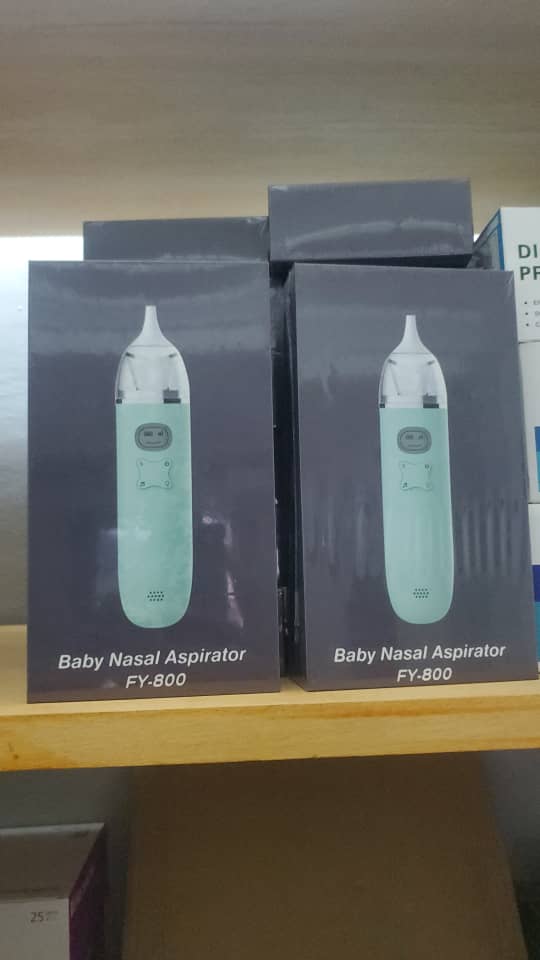 Baby Nasal Aspirator
FY-800
Baby Nasal Aspirator
FY-800
DI
PR
25